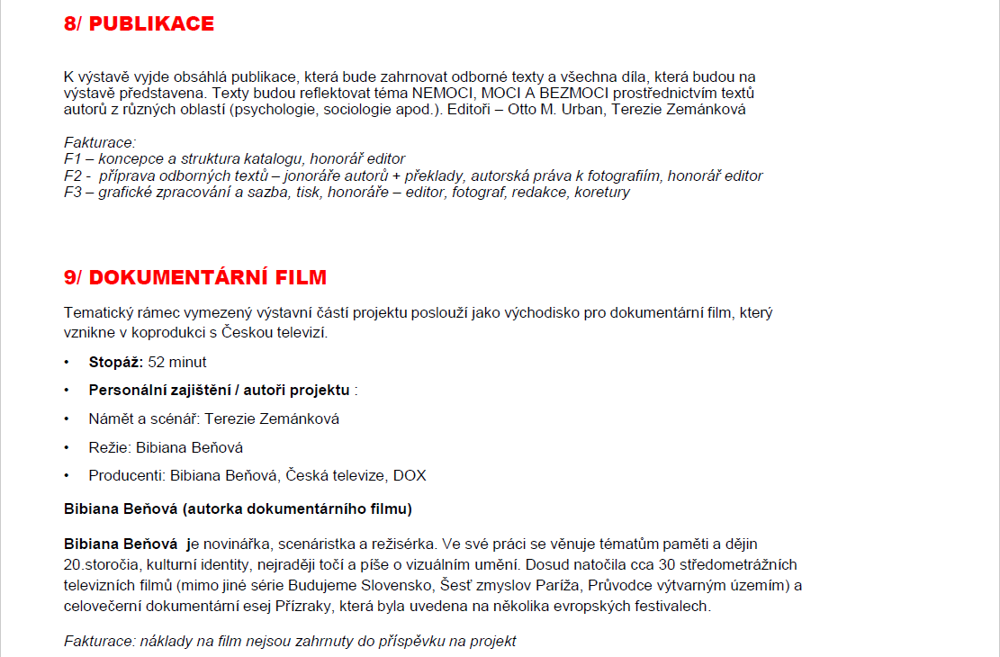 8/ PUBLIKACE
K výstavě vyjde obsáhlá publikace, která bude zahrnovat odborné texty a všechna díla, která budou na
výstavě představena. Texty budou reflektovat téma NEMOCI, MOCI A BEZMOCI prostřednictvím textů
autorů z různých oblastí (psychologie, sociologie apod.). Editoři – Otto M. Urban, Terezie Zemánková
Fakturace:
F1 – koncepce a struktura katalogu, honorář editor
F2 - příprava odborných textů – jonoráře autorů + překlady, autorská práva k fotografiím, honorář editor
F3 – grafické zpracování a sazba, tisk, honoráře – editor, fotograf, redakce, koretury
9/ DOKUMENTÁRNÍ FILM
Tematický rámec vymezený výstavní částí projektu poslouží jako východisko pro dokumentární film, který
vznikne v koprodukci s Českou televizí.
• Stopáž: 52 minut
• Personální zajištění / autoři projektu :
• Námět a scénář: Terezie Zemánková
• Režie: Bibiana Beňová
• Producenti: Bibiana Beňová, Česká televize, DOX
Bibiana Beňová (autorka dokumentárního filmu)
Bibiana Beňová je novinářka, scenáristka a režisérka. Ve své práci se věnuje tématům paměti a dějin
20.storočia, kulturní identity, nejraději točí a píše o vizuálním umění. Dosud natočila cca 30 středometrážních
televizních filmů (mimo jiné série Budujeme Slovensko, Šesť zmyslov Paríža, Průvodce výtvarným územím) a
celovečerní dokumentární esej Přízraky, která byla uvedena na několika evropských festivalech.
Fakturace: náklady na film nejsou zahrnuty do příspěvku na projekt